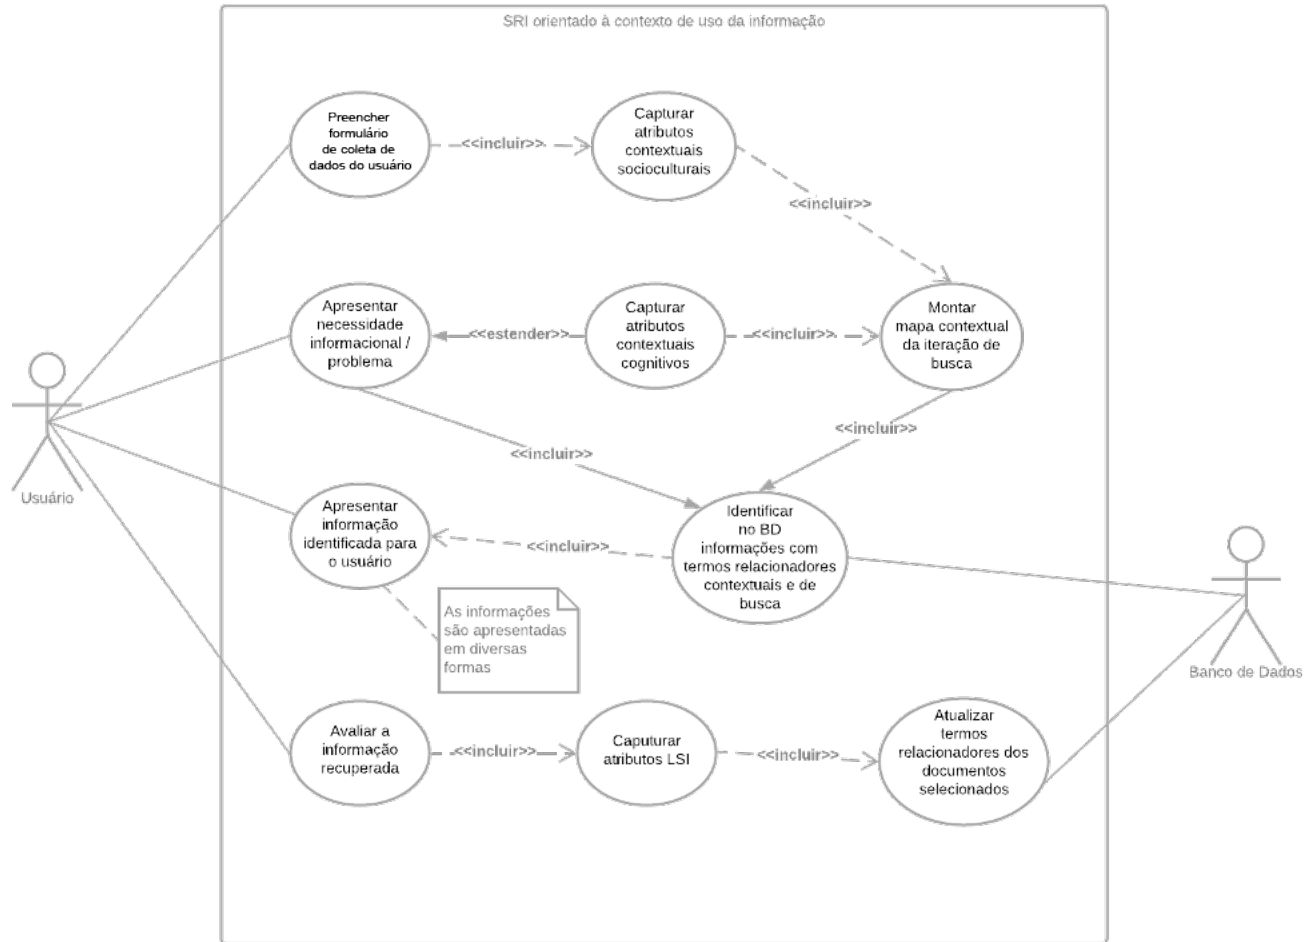 SRI orientado à contexto de uso da informação
Preencher
formulário
de coleta de
dados do usuário
<<incluir>>
Capturar
atributos
contextuais
socioculturais
<<incluir>>
Apresentar
necessidade
informacional /
problema
<<estender>>
Capturar
atributos
contextuais
cognitivos
<<incluir>>
Montar
mapa contextual
da iteração de
busca
<<incluir>>
<<incluir>>
Usuário
Apresentar
informação
identificada para
o usuário
<<incluir>>
Identificar
no BD
informações com
termos relacionadores
contextuais e de
busca
As informações
são apresentadas
em diversas
formas
Banco de Dados
Avaliar a
informação
recuperada
<<incluir>>
Caputurar
atributos LSI
<<incluir>>
Atualizar
termos
relacionadores dos
documentos
selecionados